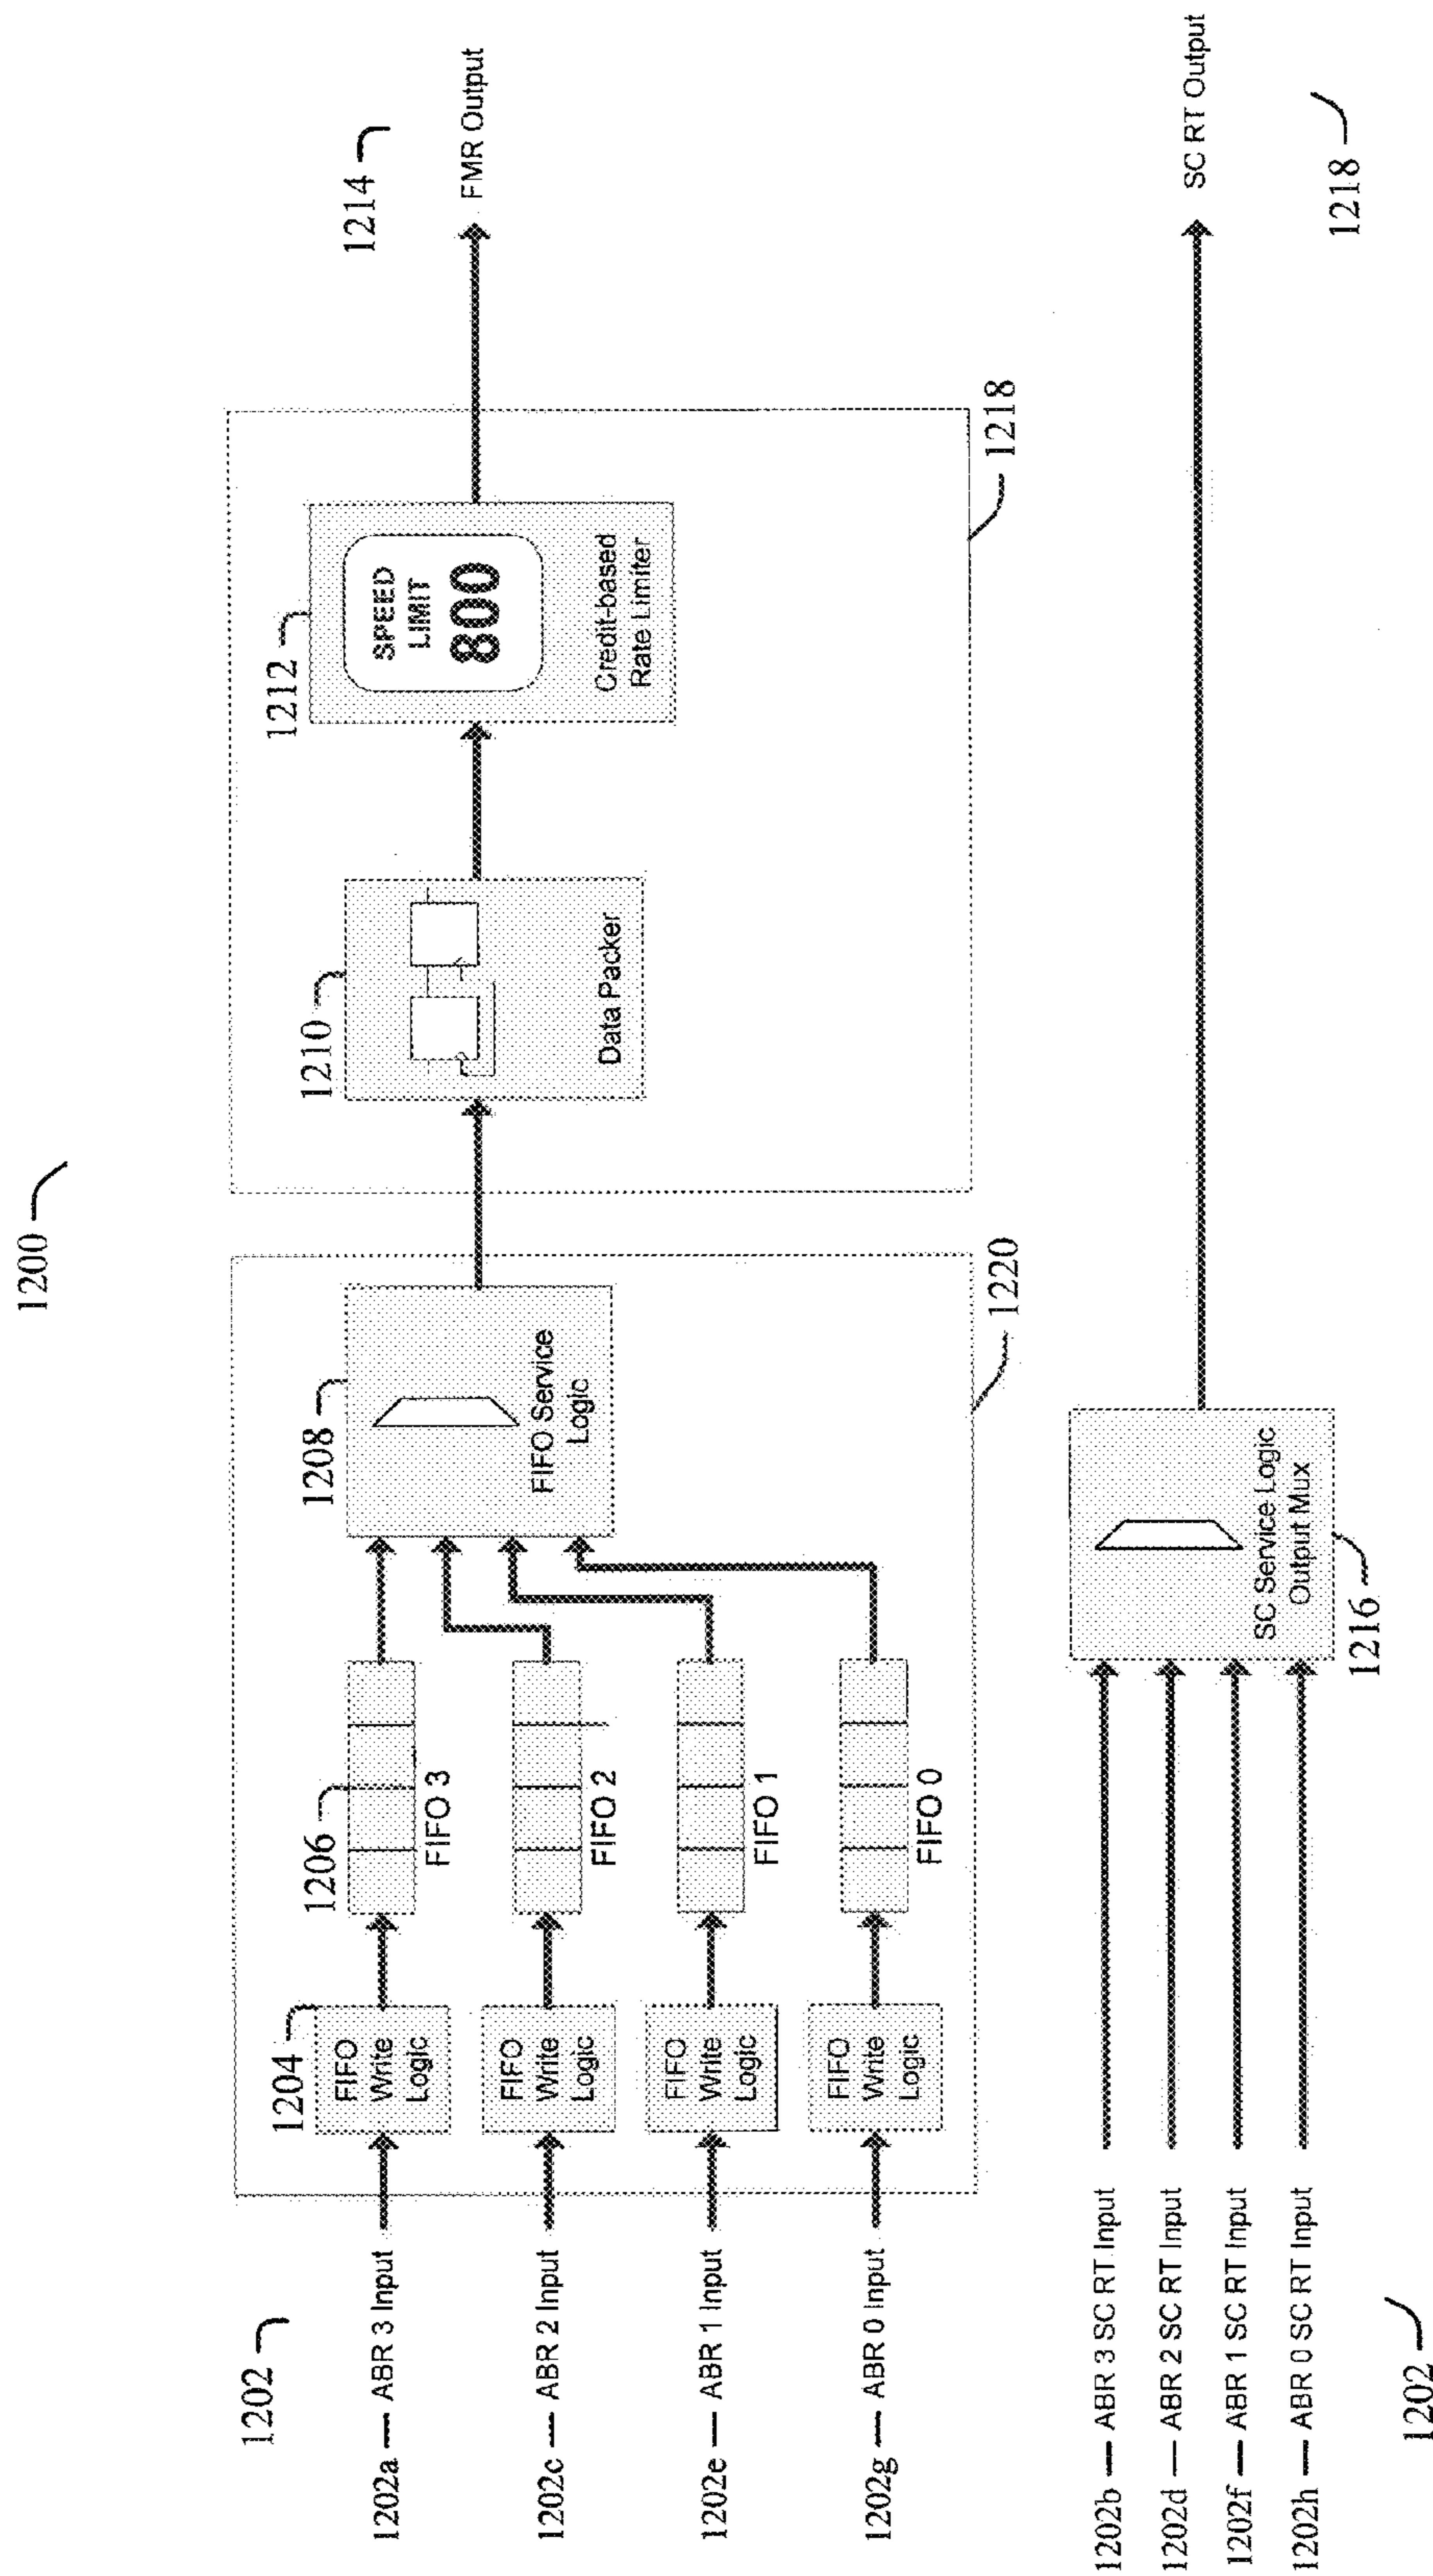 1200
1202
1202a — ABR 3 Input
1202c — ABR 2 Input
1202e — ABR 1 Input
1202g — ABR 0 Input
1204
FIFO
Write
Logic
FIFO
Write
Logic
FIFO
Write
Logic
FIFO
Write
Logic
1206
FIFO 3
FIFO 2
FIFO 1
FIFO 0
1208
FIFO Service
Logic
1220
1210
Data Packer
1212
SPEED
LIMIT
800
Credit-based
Rate Limiter
1218
1214
FMR Output
1202b — ABR 3 SC RT Input
1202d — ABR 2 SC RT Input
1202f — ABR 1 SC RT Input
1202h — ABR 0 SC RT Input
1202
SC Service Logic
Output Mux
1216
SC RT Output
1218